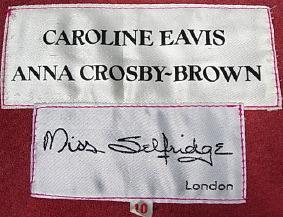 CAROLINE EAVIS
ANNA CROSBY-BROWN
Miss Selfridge
London
10